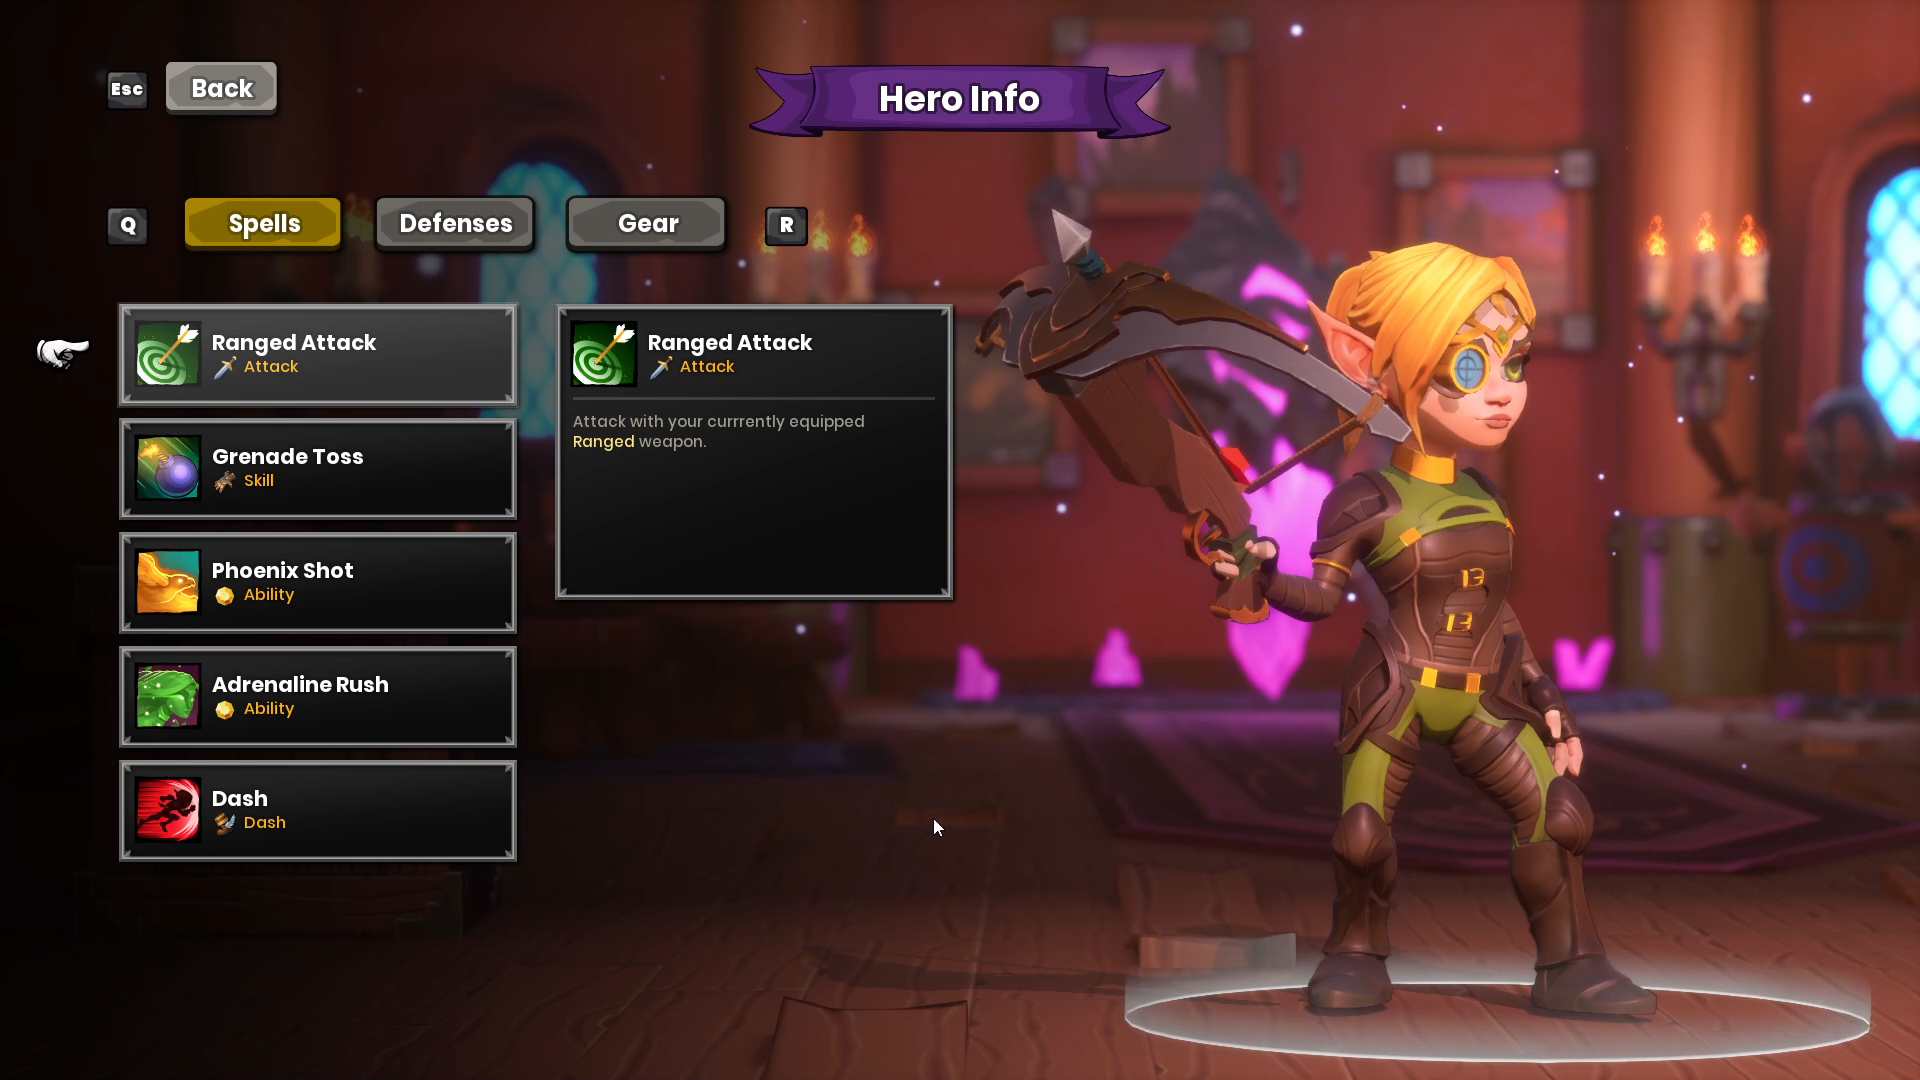 Esc
Back
Hero Info
Q
Spells
Defenses
Gear
R
Ranged Attack
Attack
Grenade Toss
Skill
Phoenix Shot
Ability
Adrenaline Rush
Ability
Dash
Dash
Ranged Attack
Attack
Attack with your currrently equipped
Ranged weapon.